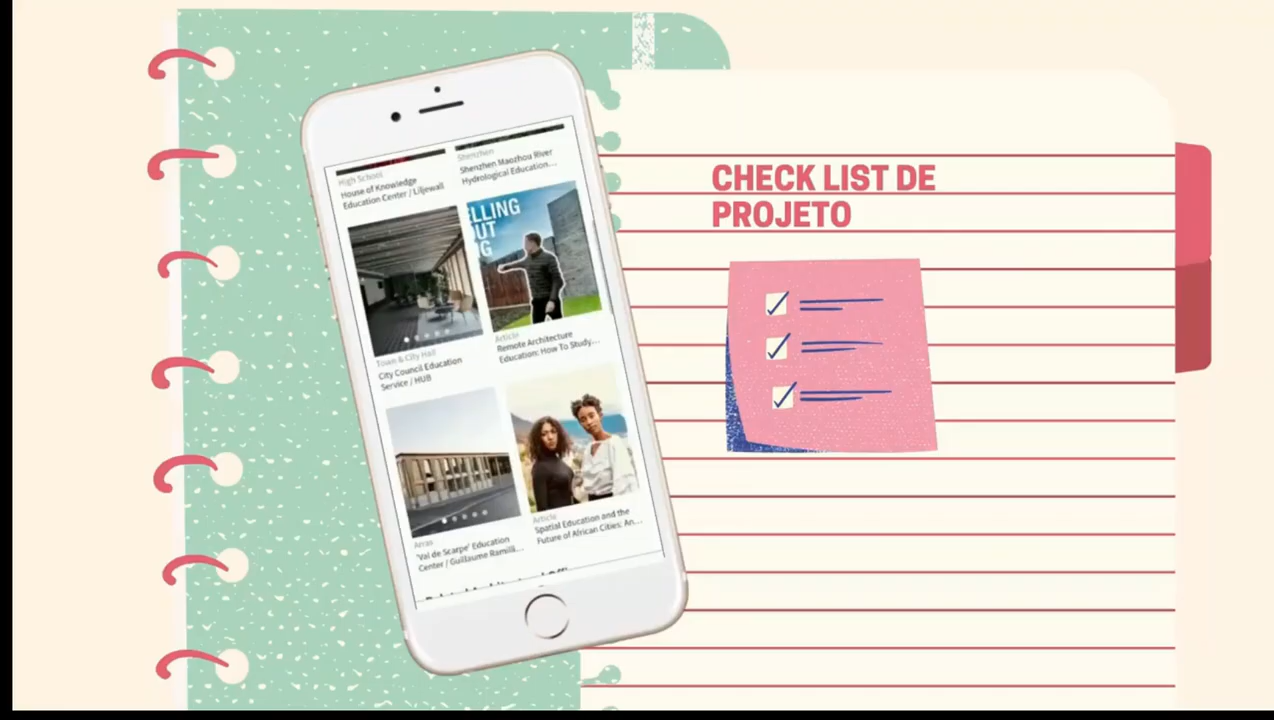 High School
House of Knowledge
Education Center / Liljewall
Shenzhen
Shenzhen Maozhou River
Hydrological Education...
ELLING
OUT
NG
Town & City Hall
City Council Education
Service / HUB
Article
Remote Architecture
Education: How To Study...
Arras
'Val de Scarpe' Education
Center / Guillaume Ramilli...
Article
Spatial Education and the
Future of African Cities: An...
CHECK LIST DE
PROJETO